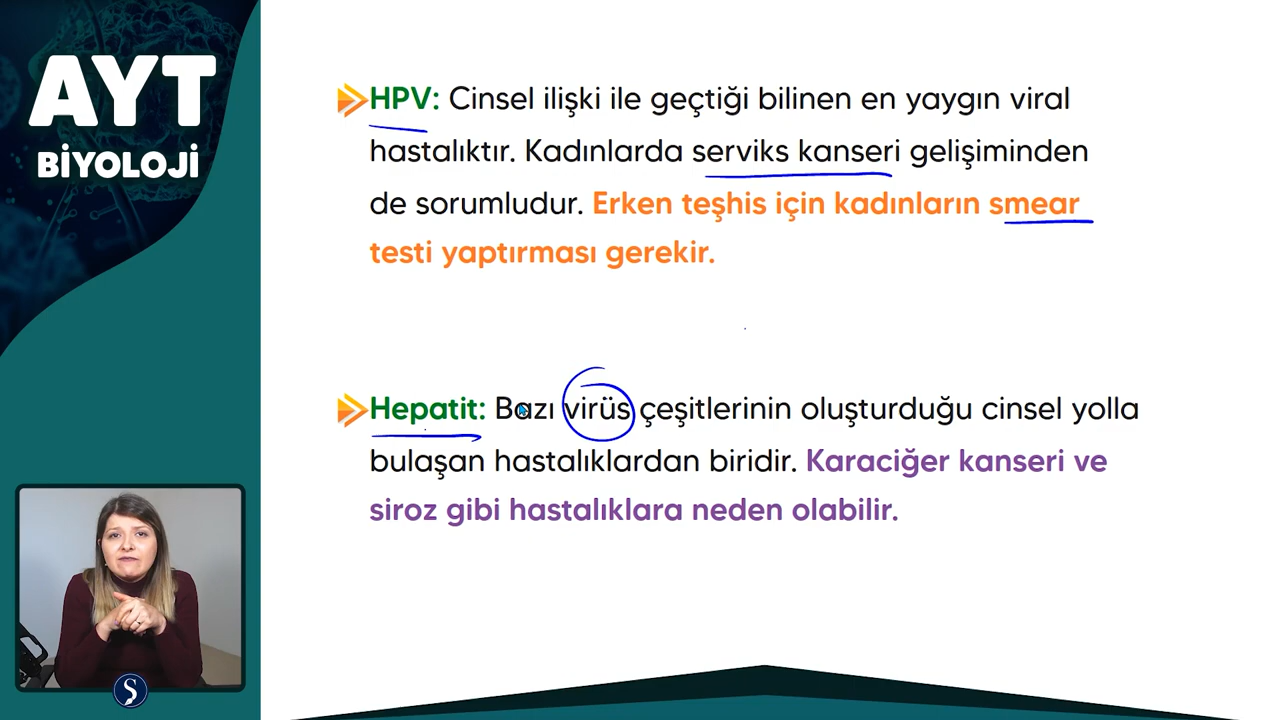 AYT
BİYOLOJİ
HPV: Cinsel ilişki ile geçtiği bilinen en yaygın viral
hastalıktır. Kadınlarda serviks kanseri gelişiminden
de sorumludur. Erken teşhis için kadınların smear
testi yaptırması gerekir.
Hepatit: Bazı virüs çeşitlerinin oluşturduğu cinsel yolla
bulaşan hastalıklardan biridir. Karaciğer kanseri ve
siroz gibi hastalıklara neden olabilir.
Ş